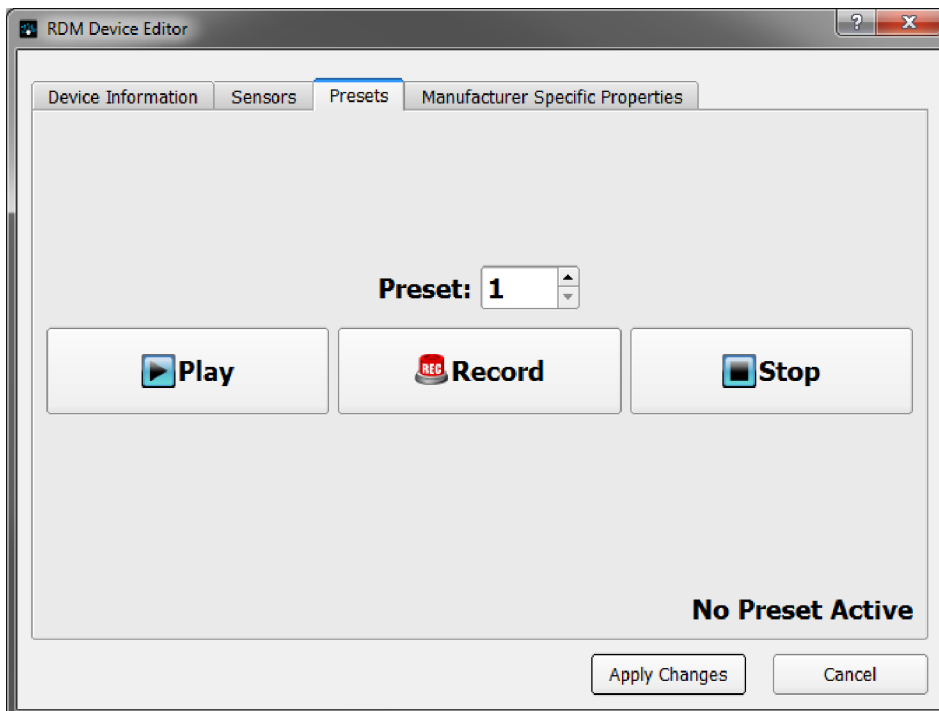 RDM Device Editor
?
Device Information Sensors Presets Manufacturer Specific Properties
Preset: 1
Play REC Record Stop
No Preset Active
Apply Changes Cancel